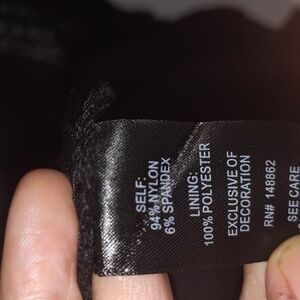 SELF:
94% NYLON
6% SPANDEX
LINING:
100% POLYESTER
EXCLUSIVE OF
DECORATION
RN# 148862
SEE CARE